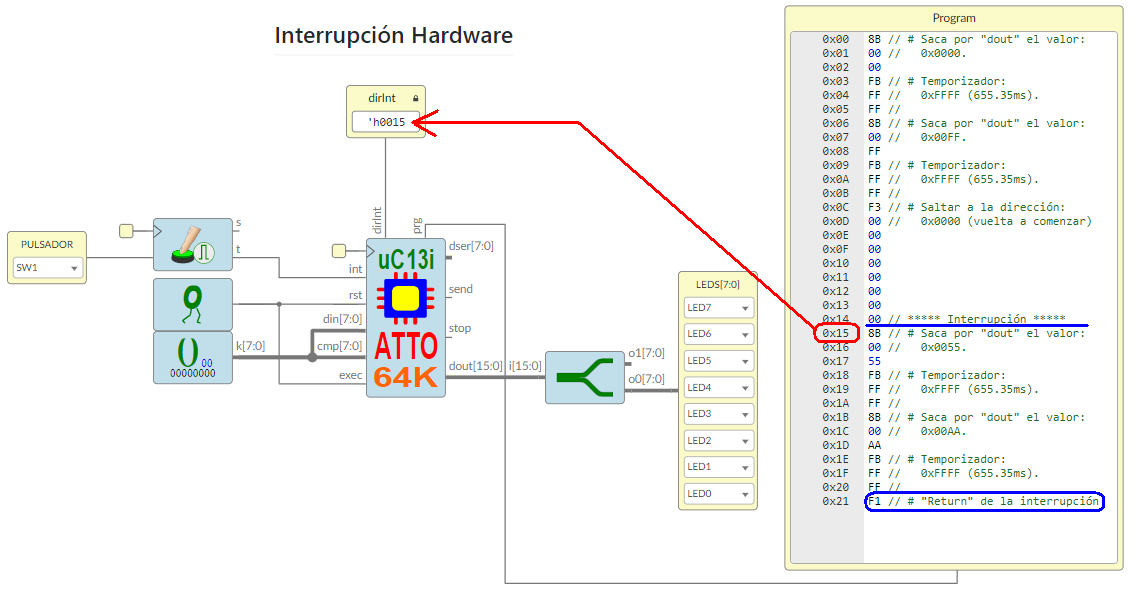 Interrupción Hardware
dirInt
'h0015
PULSADOR
SW1
s
t
k[7:0]
()
00
00000000
dirInt
prg
int
rst
din[7:0]
cmp[7:0]
exec
uC13i
ATTO
64K
dser[7:0]
send
stop
dout[15:0]
i[15:0]
o1[7:0]
o0[7:0]
LEDS[7:0]
LED7
LED6
LED5
LED4
LED3
LED2
LED1
LED0
Program
0x00 8B // # Saca por "dout" el valor:
0x01 00 //   0x0000.
0x02 00
0x03 FB // # Temporizador:
0x04 FF //   0xFFFF (655.35ms).
0x05 FF //
0x06 8B // # Saca por "dout" el valor:
0x07 00 //   0x00FF.
0x08 FF
0x09 FB // # Temporizador:
0x0A FF //   0xFFFF (655.35ms).
0x0B FF //
0x0C F3 // # Saltar a la dirección:
0x0D 00 //   0x0000 (vuelta a comenzar)
0x0E 00
0x0F 00
0x10 00
0x11 00
0x12 00
0x13 00
0x14 00 // ***** Interrupción *****
0x15 8B // # Saca por "dout" el valor:
0x16 00 //   0x0055.
0x17 55
0x18 FB // # Temporizador:
0x19 FF //   0xFFFF (655.35ms).
0x1A FF //
0x1B 8B // # Saca por "dout" el valor:
0x1C 00 //   0x00AA.
0x1D AA
0x1E FB // # Temporizador:
0x1F FF //   0xFFFF (655.35ms).
0x20 FF //
0x21 F1 // # "Return" de la interrupción